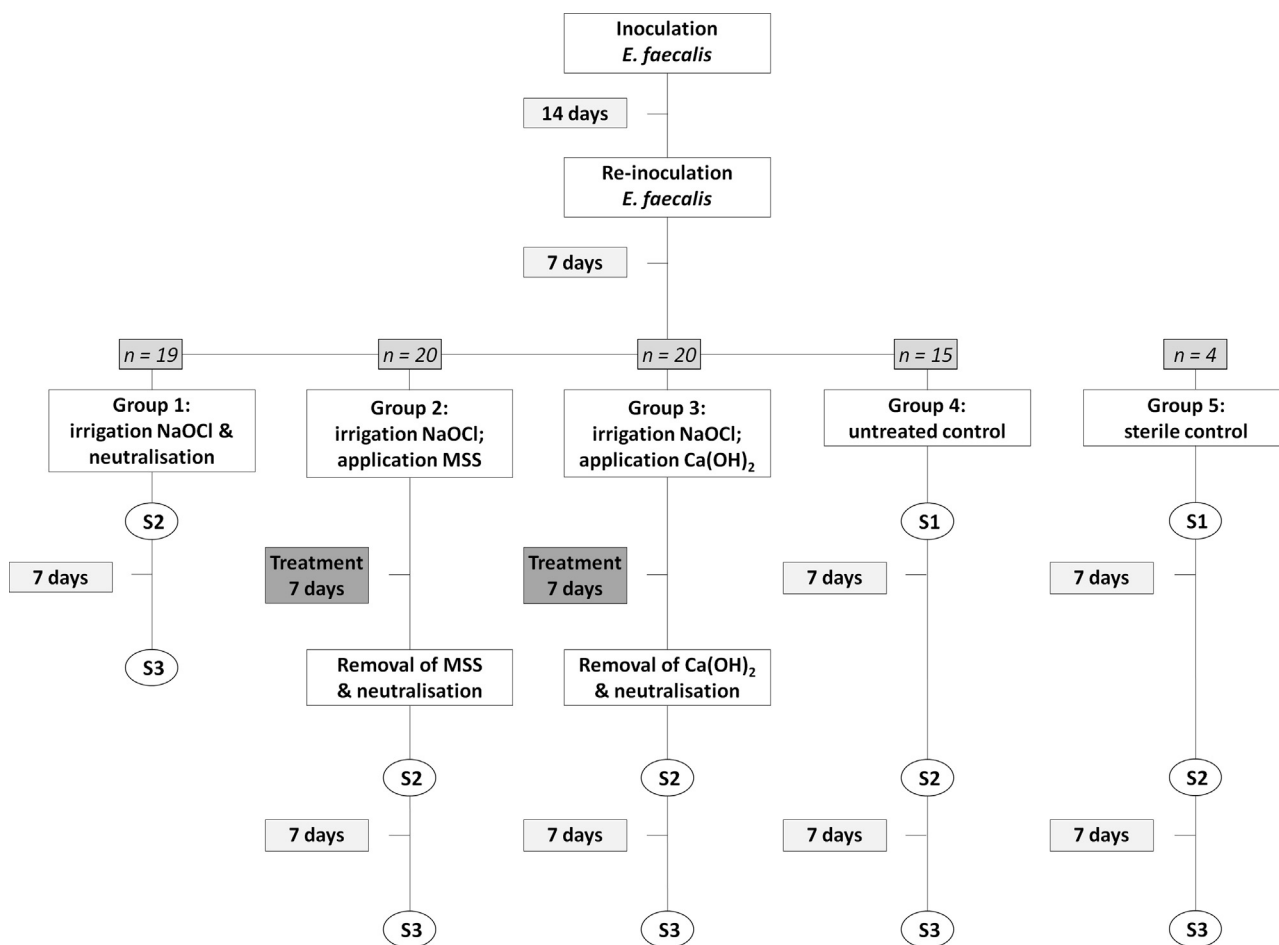 Inoculation
E. faecalis
14 days
Re-inoculation
E. faecalis
7 days
n = 19
n = 20
n = 20
n = 15
n = 4
Group 1:
irrigation NaOCl &
neutralisation
Group 2:
irrigation NaOCl;
application MSS
Group 3:
irrigation NaOCl;
application Ca(OH)₂
Group 4:
untreated control
Group 5:
sterile control
S2
S1
S1
7 days
Treatment
7 days
Treatment
7 days
7 days
7 days
S3
Removal of MSS
& neutralisation
Removal of Ca(OH)₂
& neutralisation
S2
S2
S2
S2
7 days
7 days
7 days
7 days
S3
S3
S3
S3